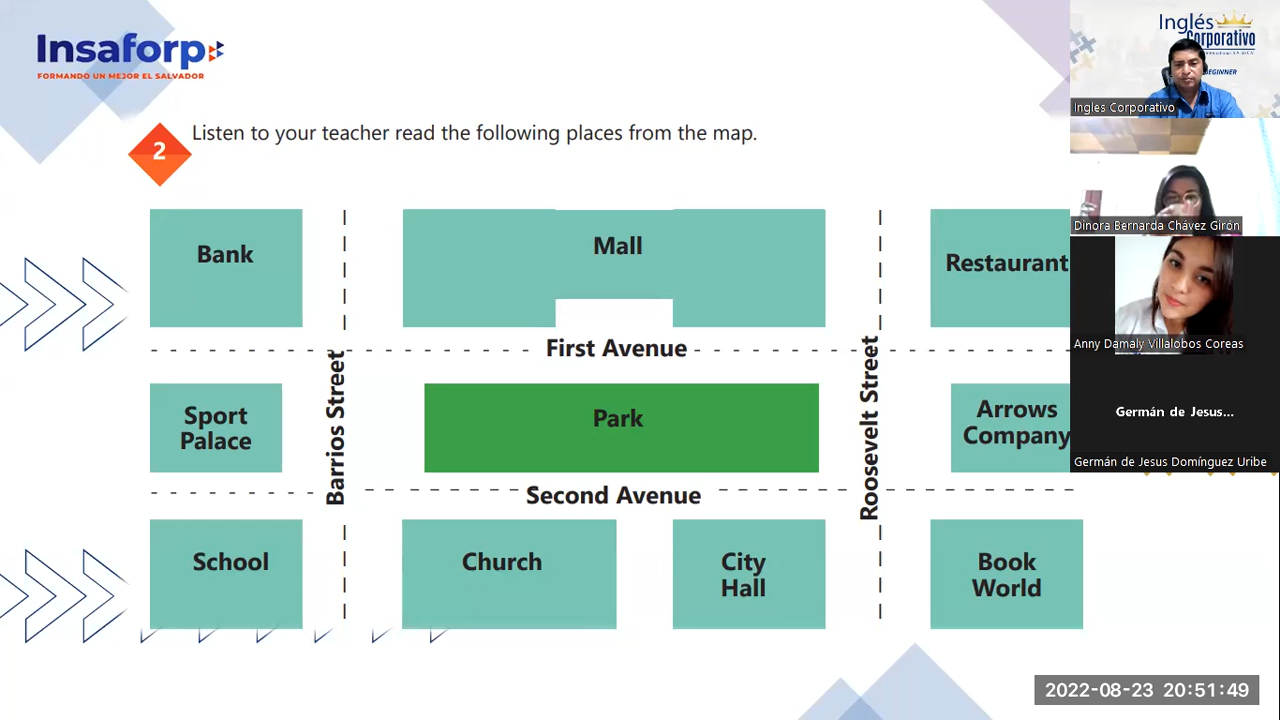 Insaforp
FORMANDO UN MEJOR EL SALVADOR
2
Listen to your teacher read the following places from the map.
Bank
Mall
Restaurant
First Avenue
Barrios Street
Roosevelt Street
Sport
Palace
Park
Arrows
Company
Second Avenue
School
Church
City
Hall
Book
World
Inglés
Corporativo
BEGINNER
Ingles Corporativo
Dinora Bernarda Chávez Girón
Anny Damaly Villalobos Coreas
Germán de Jesus...
Germán de Jesus Domínguez Uribe
2022-08-23 20:51:49